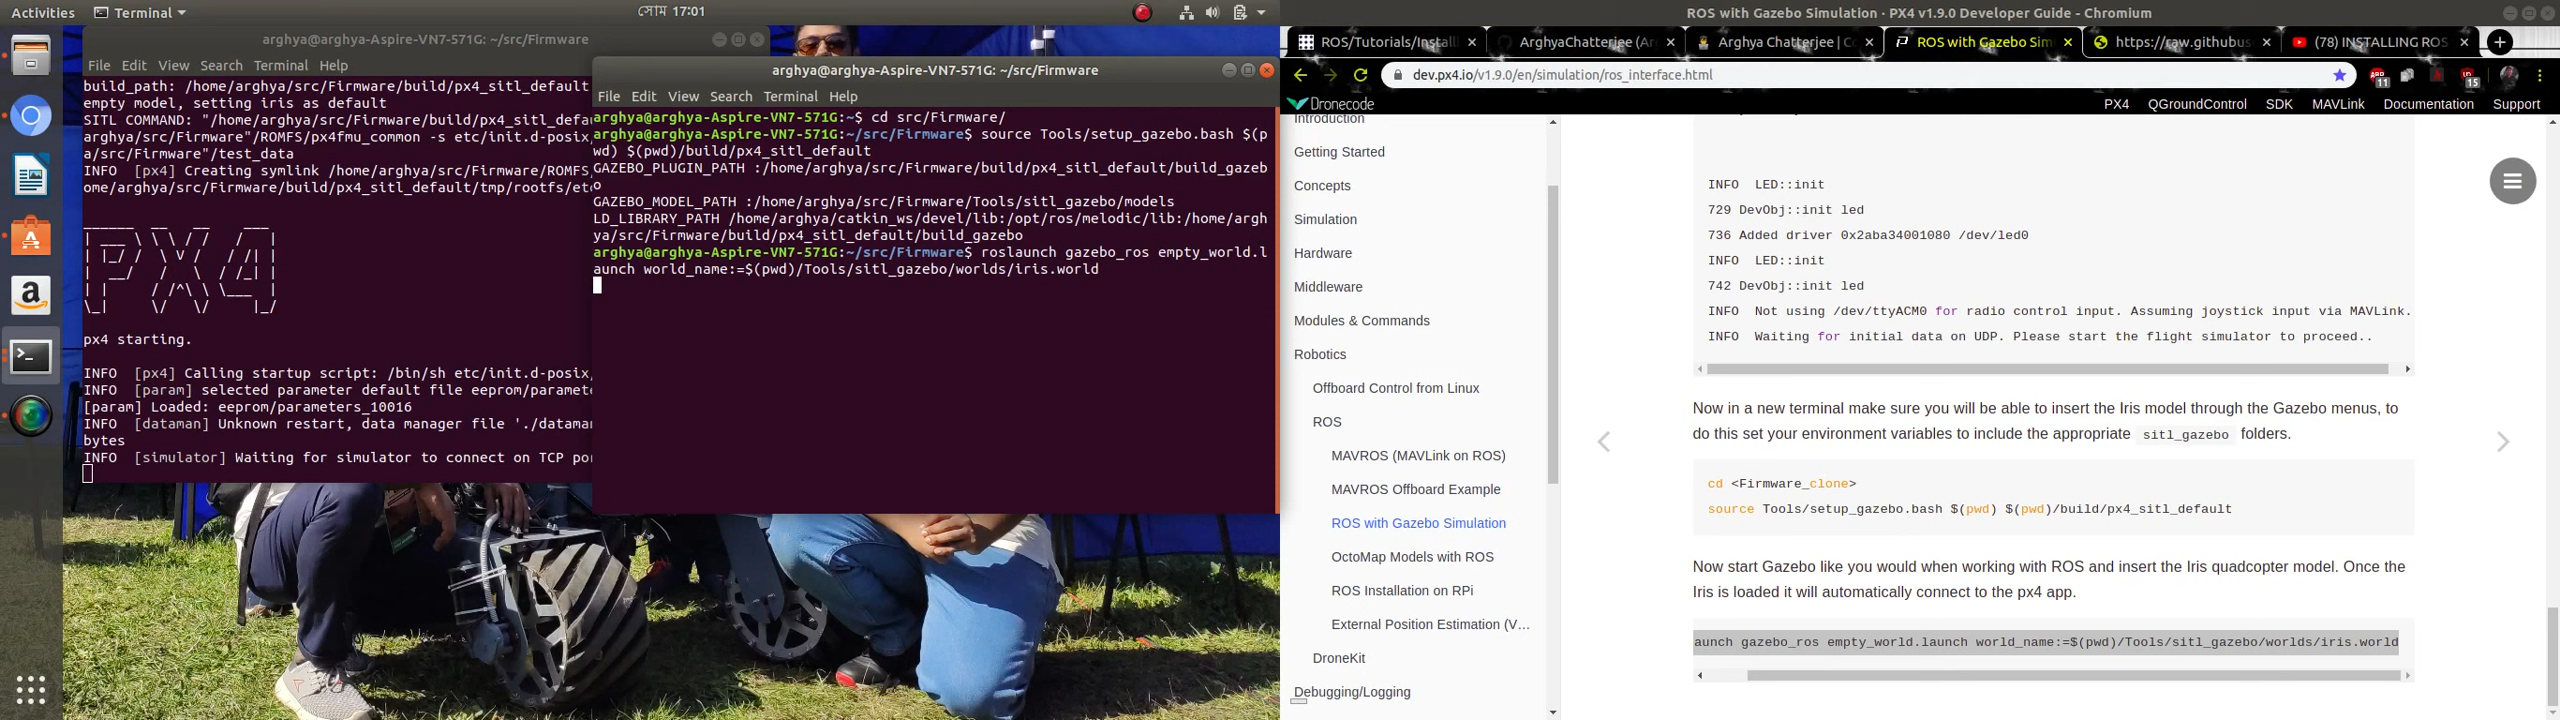 Activities
Terminal
সোম 17:01
arghya@arghya-Aspire-VN7-571G: ~/src/Firmware
File Edit View Search Terminal Help
build_path: /home/arghya/src/Firmware/build/px4_sitl_default
empty model, setting iris as default
SITL COMMAND: "/home/arghya/src/Firmware/build/px4_sitl_defau
arghya/src/Firmware"/ROMFS/px4fmu_common -s etc/init.d-posix,
a/src/Firmware"/test_data
INFO [px4] Creating symlink /home/arghya/src/Firmware/ROMFS/
ome/arghya/src/Firmware/build/px4_sitl_default/tmp/rootfs/etc
PX4
px4 starting.
INFO [px4] Calling startup script: /bin/sh etc/init.d-posix/
INFO [param] selected parameter default file eeprom/paramete
[param] Loaded: eeprom/parameters_10016
INFO [dataman] Unknown restart, data manager file './dataman
bytes
INFO [simulator] Waiting for simulator to connect on TCP por
arghya@arghya-Aspire-VN7-571G: ~/src/Firmware
File Edit View Search Terminal Help
arghya@arghya-Aspire-VN7-571G:~$ cd src/Firmware/
arghya@arghya-Aspire-VN7-571G:~/src/Firmware$ source Tools/setup_gazebo.bash $(p
wd) $(pwd)/build/px4_sitl_default
GAZEBO_PLUGIN_PATH :/home/arghya/src/Firmware/build/px4_sitl_default/build_gazeb
o
GAZEBO_MODEL_PATH :/home/arghya/src/Firmware/Tools/sitl_gazebo/models
LD_LIBRARY_PATH /home/arghya/catkin_ws/devel/lib:/opt/ros/melodic/lib:/home/argh
ya/src/Firmware/build/px4_sitl_default/build_gazebo
arghya@arghya-Aspire-VN7-571G:~/src/Firmware$ roslaunch gazebo_ros empty_world.l
aunch world_name:=$(pwd)/Tools/sitl_gazebo/worlds/iris.world
ROS with Gazebo Simulation · PX4 v1.9.0 Developer Guide - Chromium
ROS/Tutorials/Install
ArghyaChatterjee (Ar
Arghya Chatterjee | Co
ROS with Gazebo Sim
https://raw.githubus
(78) INSTALLING ROS
dev.px4.io/v1.9.0/en/simulation/ros_interface.html
11
15
Dronecode
PX4 QGroundControl SDK MAVLink Documentation Support
Introduction
Getting Started
Concepts
Simulation
Hardware
Middleware
Modules & Commands
Robotics
Offboard Control from Linux
ROS
MAVROS (MAVLink on ROS)
MAVROS Offboard Example
ROS with Gazebo Simulation
OctoMap Models with ROS
ROS Installation on RPi
External Position Estimation (V…
DroneKit
Debugging/Logging
INFO LED::init
729 DevObj::init led
736 Added driver 0x2aba34001080 /dev/led0
INFO LED::init
742 DevObj::init led
INFO Not using /dev/ttyACM0 for radio control input. Assuming joystick input via MAVLink.
INFO Waiting for initial data on UDP. Please start the flight simulator to proceed..
Now in a new terminal make sure you will be able to insert the Iris model through the Gazebo menus, to
do this set your environment variables to include the appropriate sitl_gazebo folders.
cd <Firmware_clone>
source Tools/setup_gazebo.bash $(pwd) $(pwd)/build/px4_sitl_default
Now start Gazebo like you would when working with ROS and insert the Iris quadcopter model. Once the
Iris is loaded it will automatically connect to the px4 app.
aunch gazebo_ros empty_world.launch world_name:=$(pwd)/Tools/sitl_gazebo/worlds/iris.world